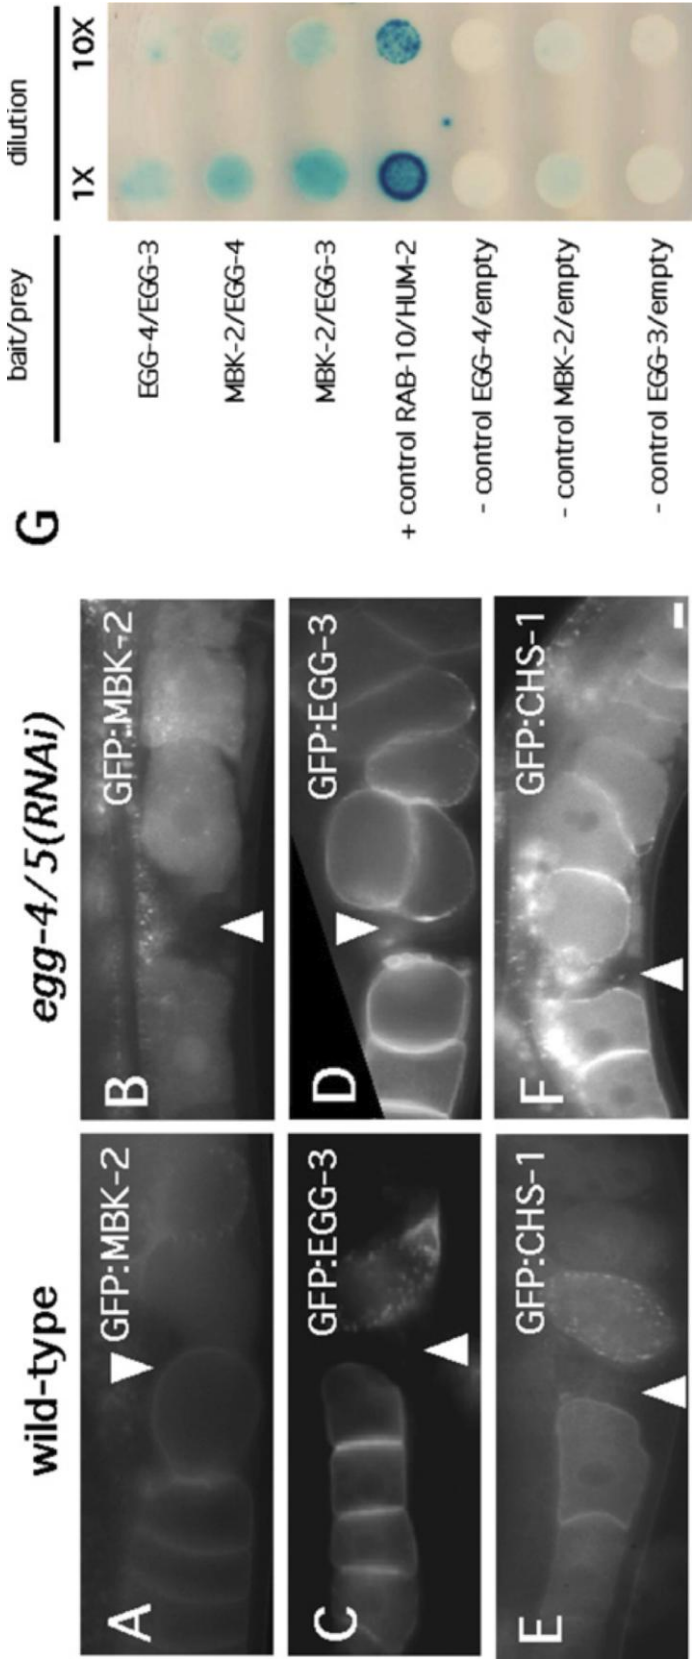 wild-type
egg-4/5(RNAi)
A
GFP:MBK-2
B
GFP:MBK-2
C
GFP:EGG-3
D
GFP:EGG-3
E
GFP:CHS-1
F
GFP:CHS-1
G
bait/prey
dilution
1X
10X
EGG-4/EGG-3
MBK-2/EGG-4
MBK-2/EGG-3
+ control RAB-10/HUM-2
- control EGG-4/empty
- control MBK-2/empty
- control EGG-3/empty